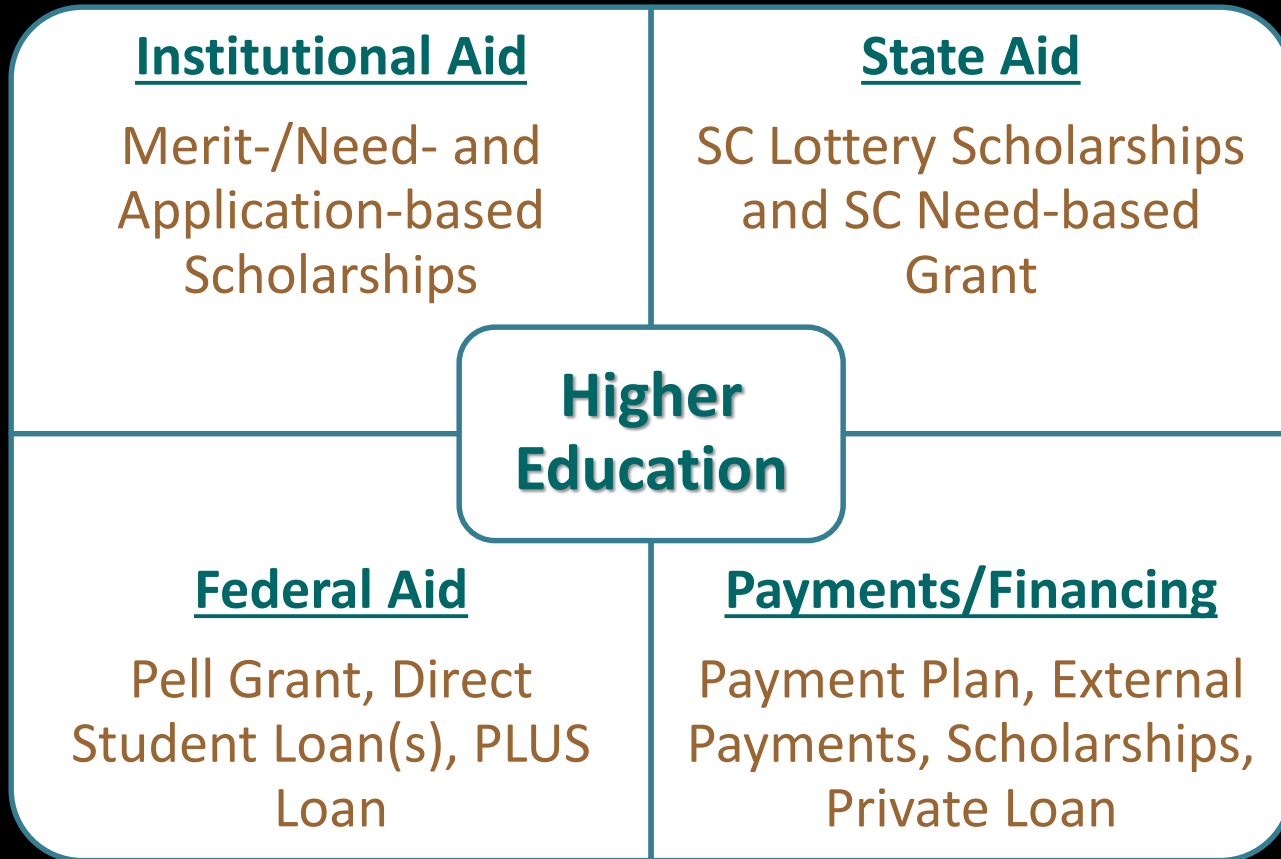 Institutional Aid
Merit-/Need- and
Application-based
Scholarships
State Aid
SC Lottery Scholarships
and SC Need-based
Grant
Higher
Education
Federal Aid
Pell Grant, Direct
Student Loan(s), PLUS
Loan
Payments/Financing
Payment Plan, External
Payments, Scholarships,
Private Loan